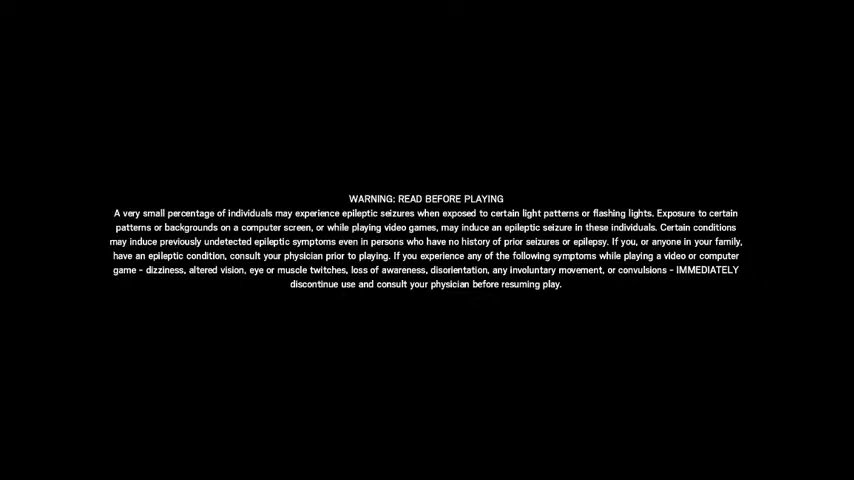 WARNING: READ BEFORE PLAYING
A very small percentage of individuals may experience epileptic seizures when exposed to certain light patterns or flashing lights. Exposure to certain
patterns or backgrounds on a computer screen, or while playing video games, may induce an epileptic seizure in these individuals. Certain conditions
may induce previously undetected epileptic symptoms even in persons who have no history of prior seizures or epilepsy. If you, or anyone in your family,
have an epileptic condition, consult your physician prior to playing. If you experience any of the following symptoms while playing a video or computer
game - dizziness, altered vision, eye or muscle twitches, loss of awareness, disorientation, any involuntary movement, or convulsions - IMMEDIATELY
discontinue use and consult your physician before resuming play.